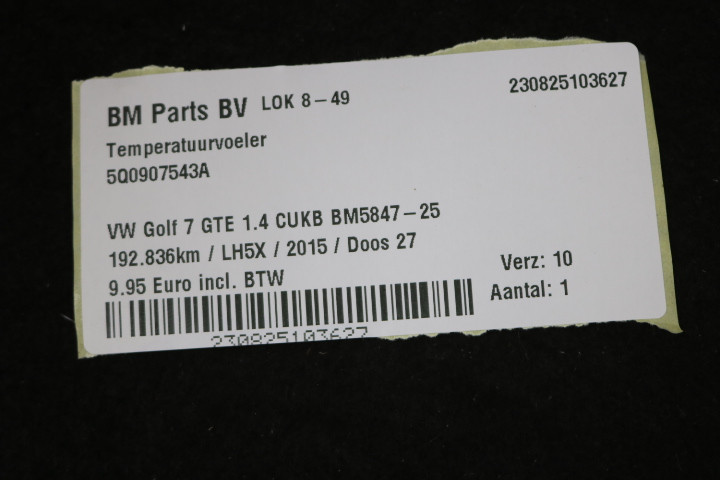 BM Parts BV LOK 8-49 230825103627
Temperatuurvoeler
5Q0907543A
VW Golf 7 GTE 1.4 CUKB BM5847-25
192.836km / LH5X / 2015 / Doos 27
9.95 Euro incl. BTW
Verz: 10
Aantal: 1
230825103627